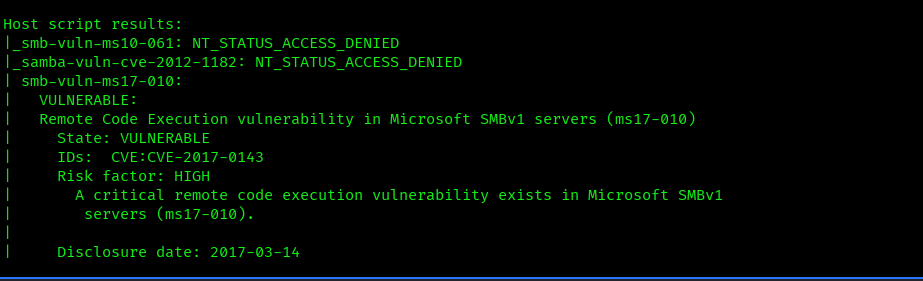 Host script results:
|_smb-vuln-ms10-061: NT_STATUS_ACCESS_DENIED
|_samba-vuln-cve-2012-1182: NT_STATUS_ACCESS_DENIED
| smb-vuln-ms17-010:
|   VULNERABLE:
|   Remote Code Execution vulnerability in Microsoft SMBv1 servers (ms17-010)
|     State: VULNERABLE
|     IDs:  CVE:CVE-2017-0143
|     Risk factor: HIGH
|       A critical remote code execution vulnerability exists in Microsoft SMBv1
|        servers (ms17-010).
|
|     Disclosure date: 2017-03-14